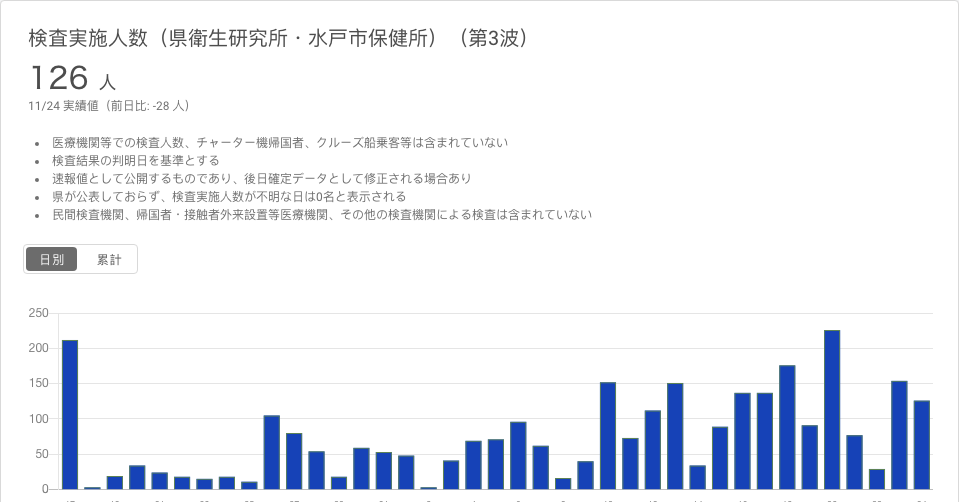 検査実施人数（県衛生研究所・水戸市保健所）（第3波）
126 人
11/24 実績値（前日比: -28 人）
医療機関等での検査人数、チャーター機帰国者、クルーズ船乗客等は含まれていない
検査結果の判明日を基準とする
速報値として公開するものであり、後日確定データとして修正される場合あり
県が公表しておらず、検査実施人数が不明な日は0名と表示される
民間検査機関、帰国者・接触者外来設置等医療機関、その他の検査機関による検査は含まれていない
日別 累計
250
200
150
100
50
0